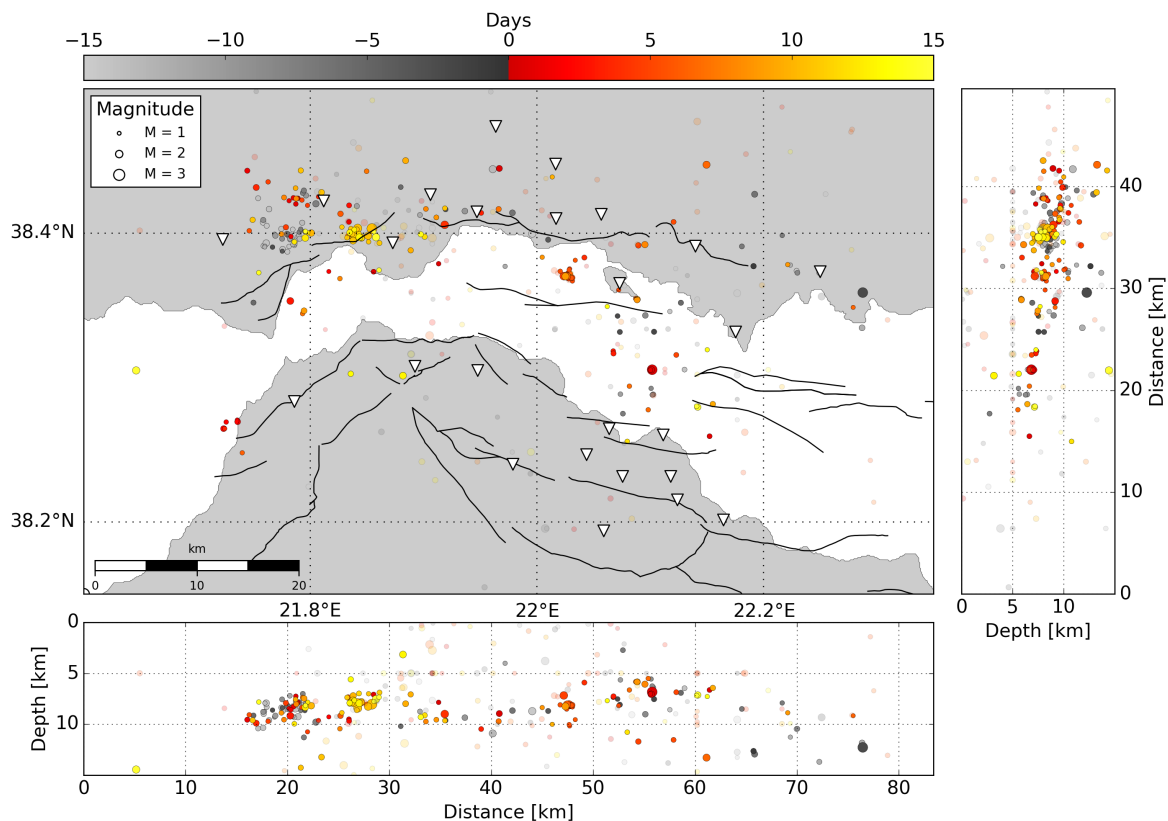 Days
−15 −10 −5 0 5 10 15
Magnitude
M = 1
M = 2
M = 3
38.4°N
38.2°N
km
0 10 20
21.8°E 22°E 22.2°E
40
30
20
10
0
Distance [km]
0 5 10
Depth [km]
0
5
10
Depth [km]
0 10 20 30 40 50 60 70 80
Distance [km]